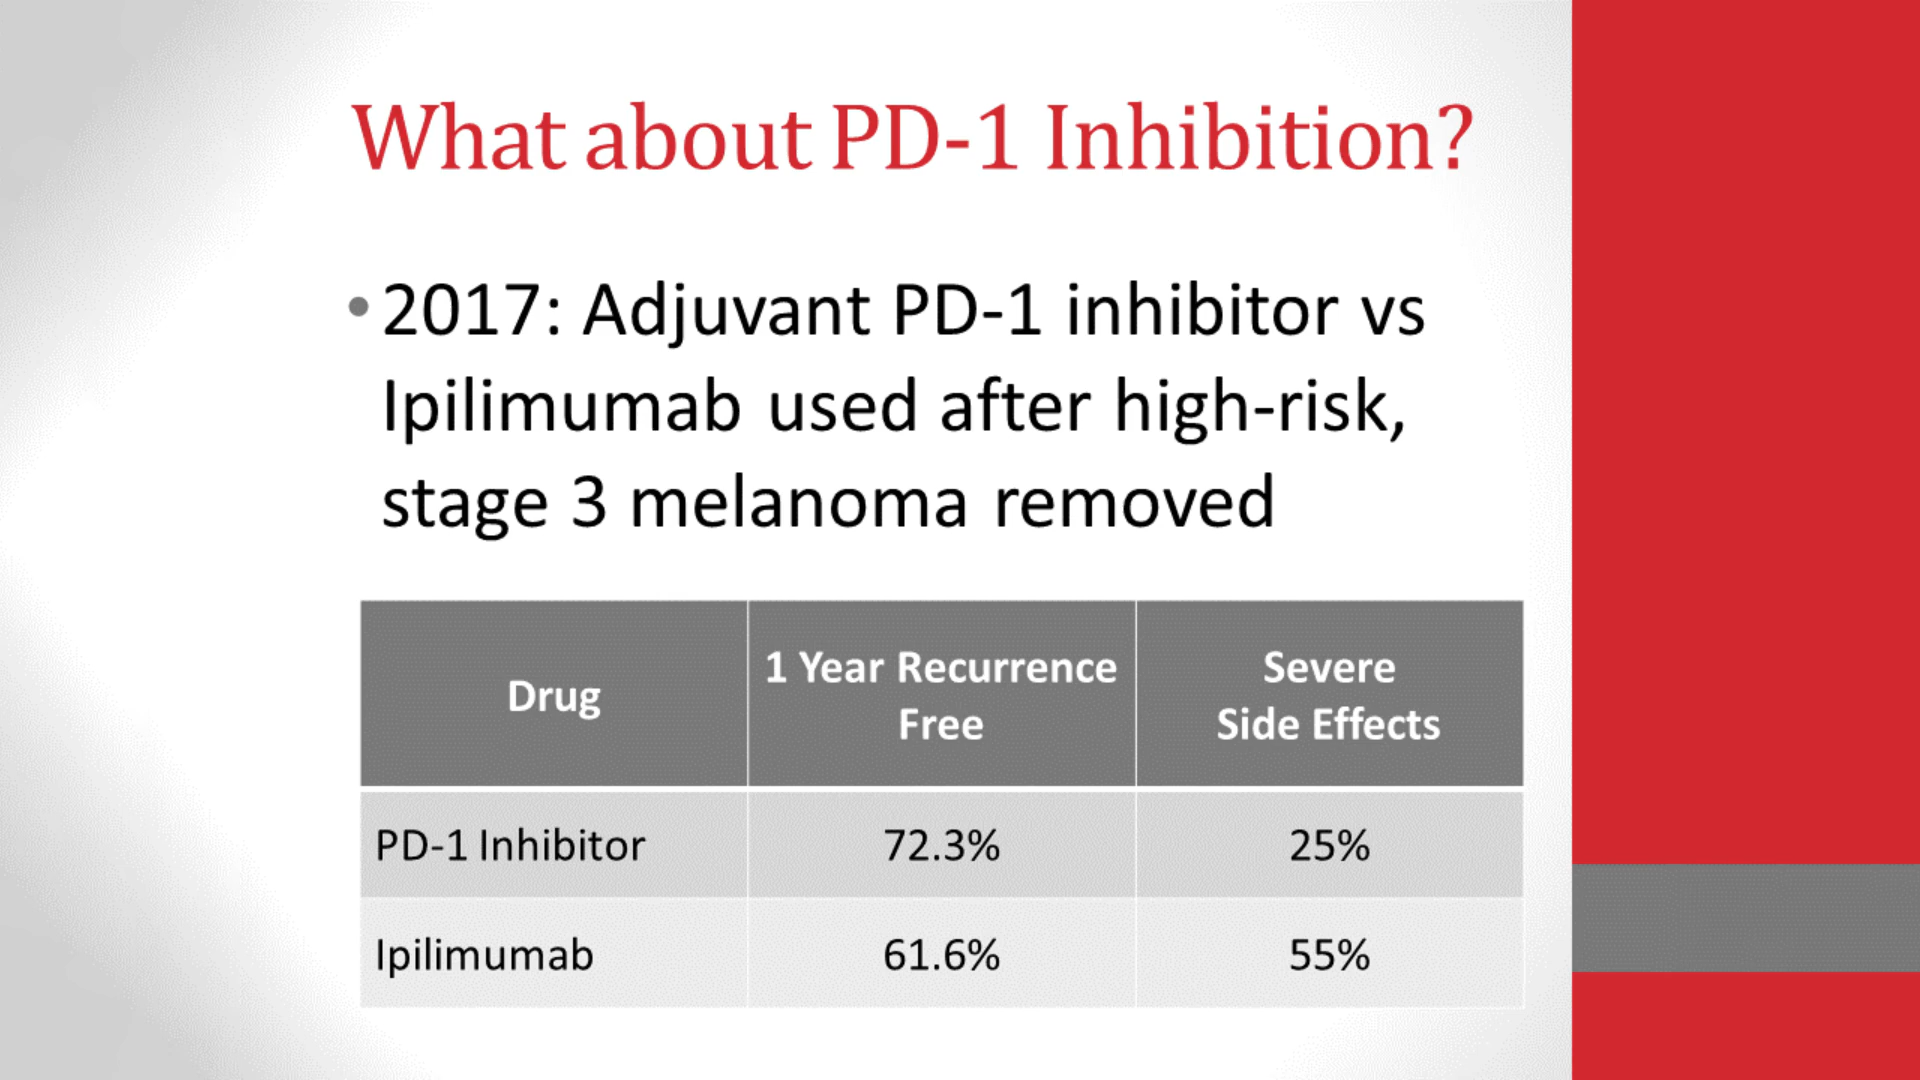 What about PD-1 Inhibition?
• 2017: Adjuvant PD-1 inhibitor vs
Ipilimumab used after high-risk,
stage 3 melanoma removed
Drug
1 Year Recurrence
Free
Severe
Side Effects
PD-1 Inhibitor 72.3% 25%
Ipilimumab 61.6% 55%